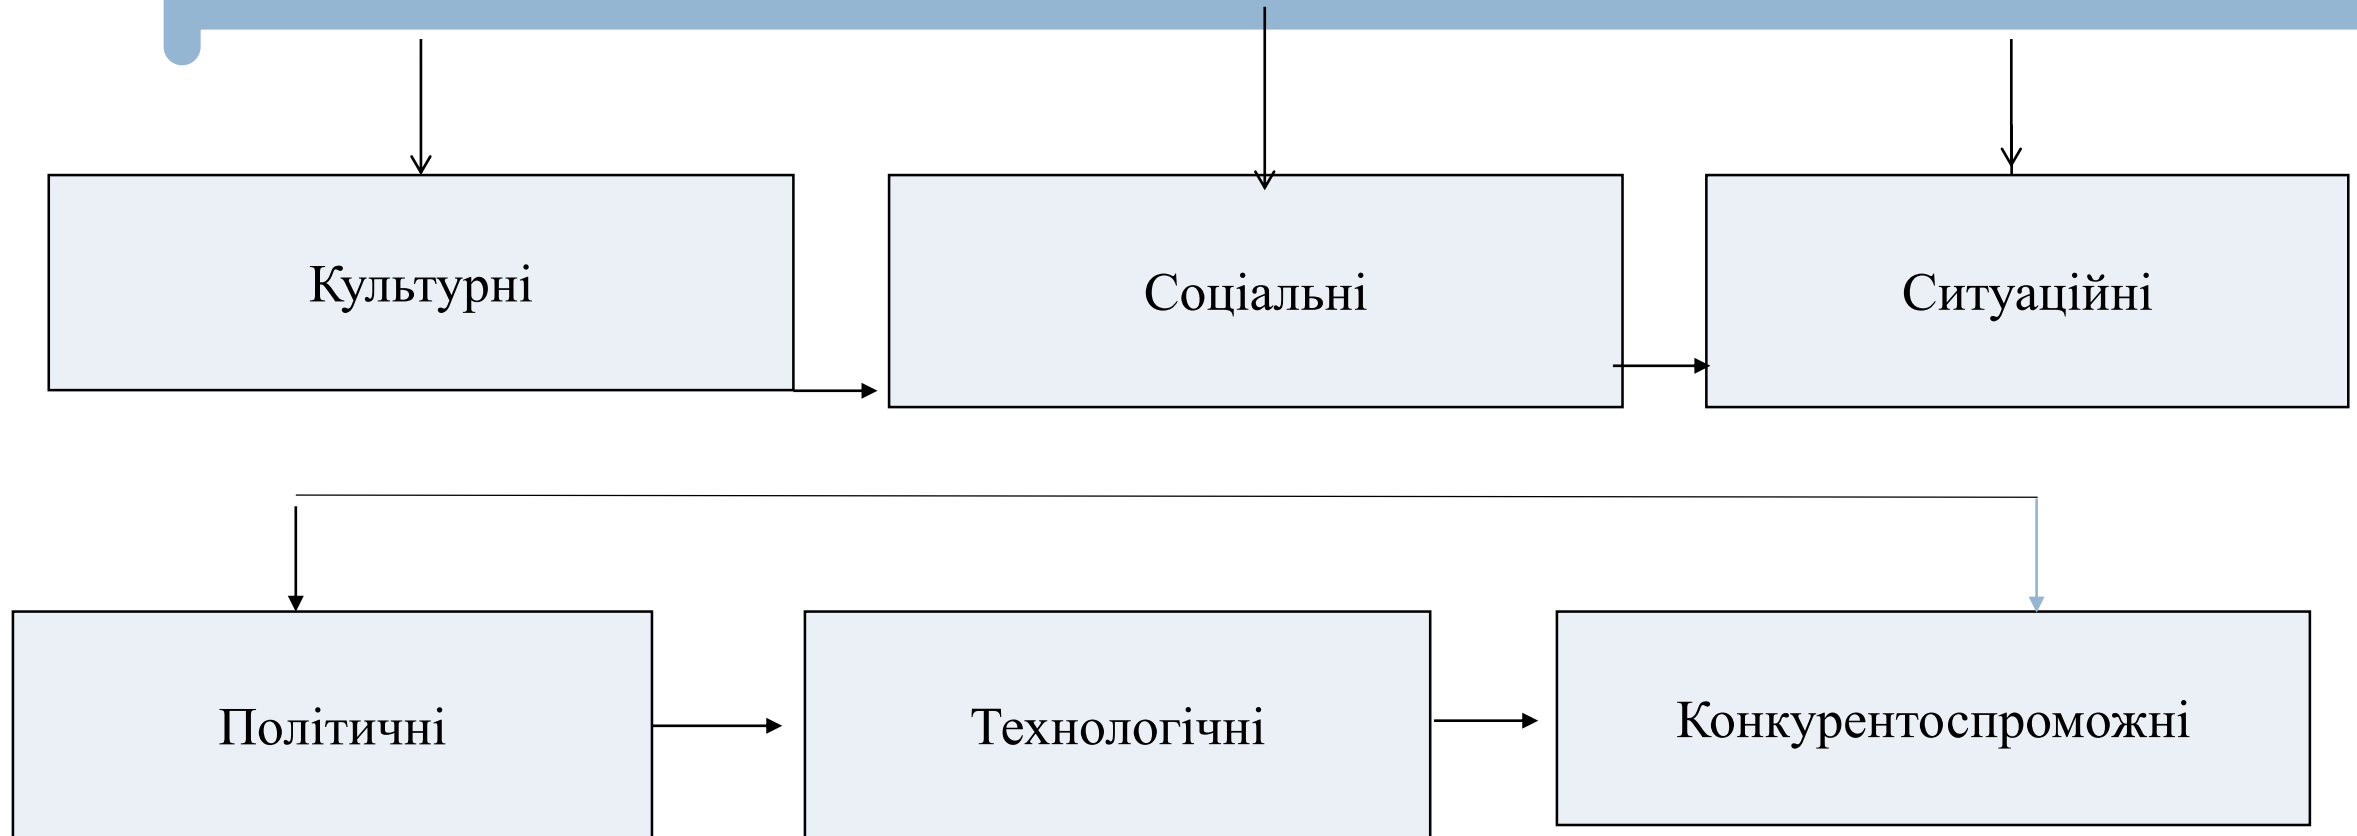 Культурні
Соціальні
Ситуаційні
Політичні
Технологічні
Конкурентоспроможні